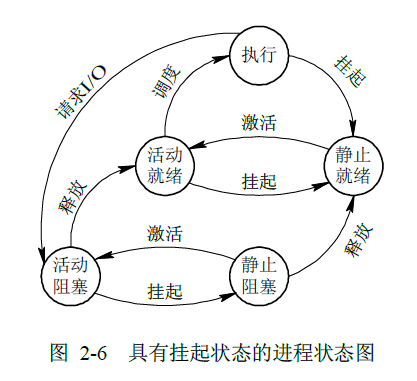 执行
请求I/O
调度
挂起
激活
活动
就绪
静止
就绪
挂起
释放
激活
释放
活动
阻塞
静止
阻塞
挂起
图 2-6 具有挂起状态的进程状态图